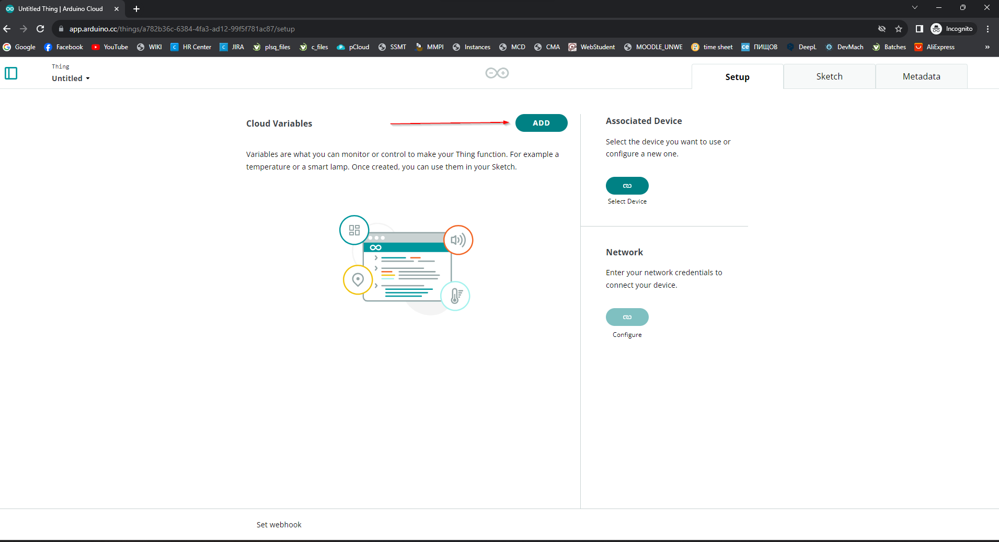 Untitled Thing | Arduino Cloud
app.arduino.cc/things/a782b36c-6384-4fa3-ad12-99f5f781ac87/setup
Incognito
Google Facebook YouTube WIKI HR Center JIRA plsq_files c_files pCloud SSMT MMPI Instances MCD CMA WebStudent MOODLE_UNWE time sheet ПИЩОВ DeepL DevMach Batches AliExpress »
Thing
Untitled
Setup
Sketch
Metadata
Cloud Variables
ADD
Variables are what you can monitor or control to make your Thing function. For example a
temperature or a smart lamp. Once created, you can use them in your Sketch.
Associated Device
Select the device you want to use or
configure a new one.
Select Device
Network
Enter your network credentials to
connect your device.
Configure
Set webhook